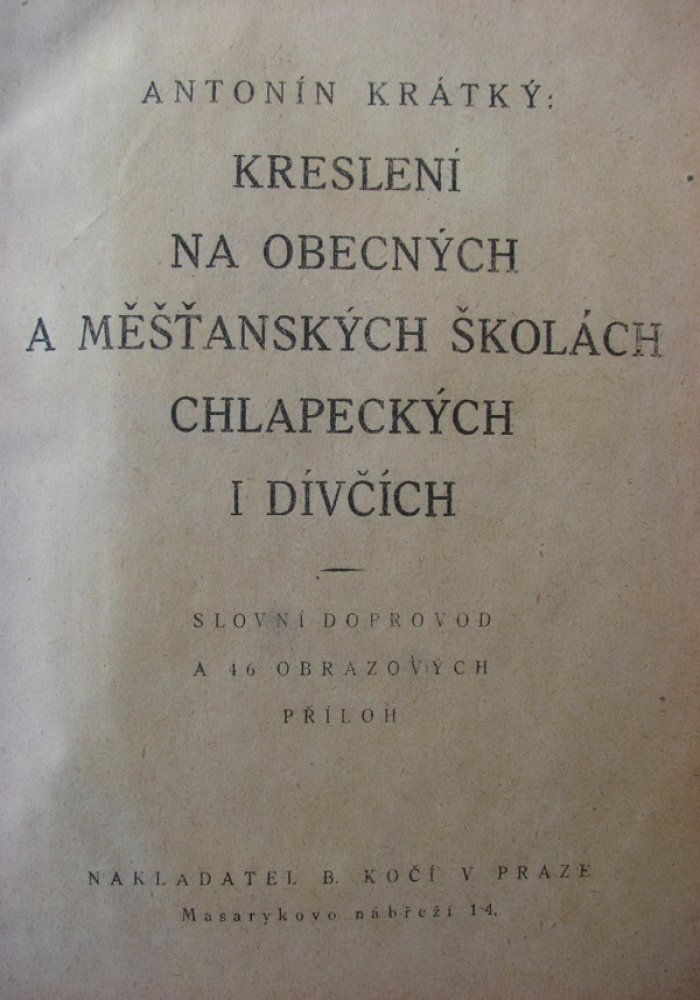 ANTONÍN KRÁTKÝ:
KRESLENÍ
NA OBECNÝCH
A MĚŠŤANSKÝCH ŠKOLÁCH
CHLAPECKÝCH
I DÍVČÍCH
SLOVNÍ DOPROVOD
A 46 OBRAZOVÝCH
PŘÍLOH
NAKLADATEL B. KOČÍ V PRAZE
Masarykovo nábřeží 14.